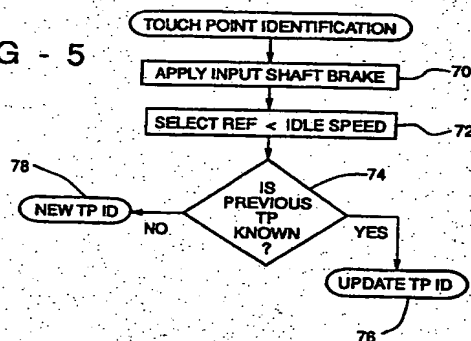 G - 5
TOUCH POINT IDENTIFICATION
APPLY INPUT SHAFT BRAKE
70
SELECT REF < IDLE SPEED
72
78
74
IS
PREVIOUS
TP
KNOWN
?
NEW TP ID
NO
YES
UPDATE TP ID
76